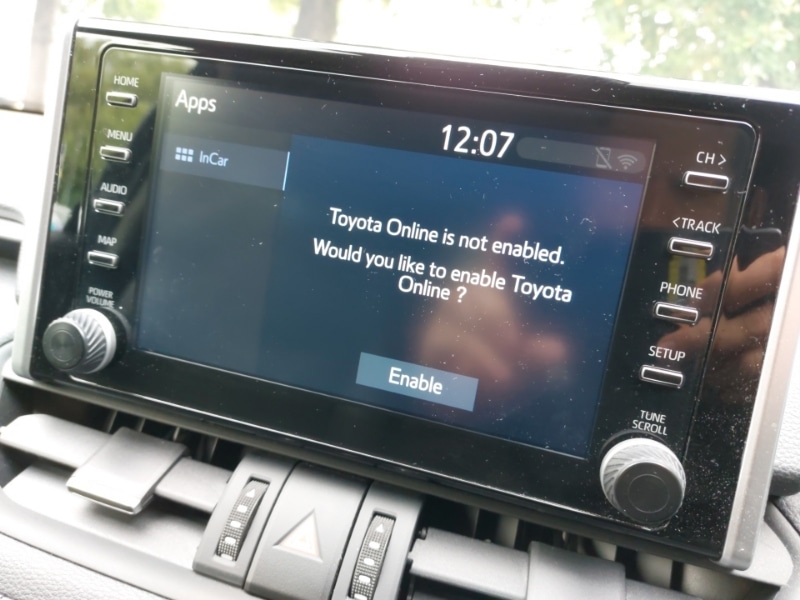 HOME
MENU
AUDIO
MAP
POWER
VOLUME
Apps
12:07
InCar
Toyota Online is not enabled.
Would you like to enable Toyota
Online ?
Enable
CH >
< TRACK
PHONE
SETUP
TUNE
SCROLL